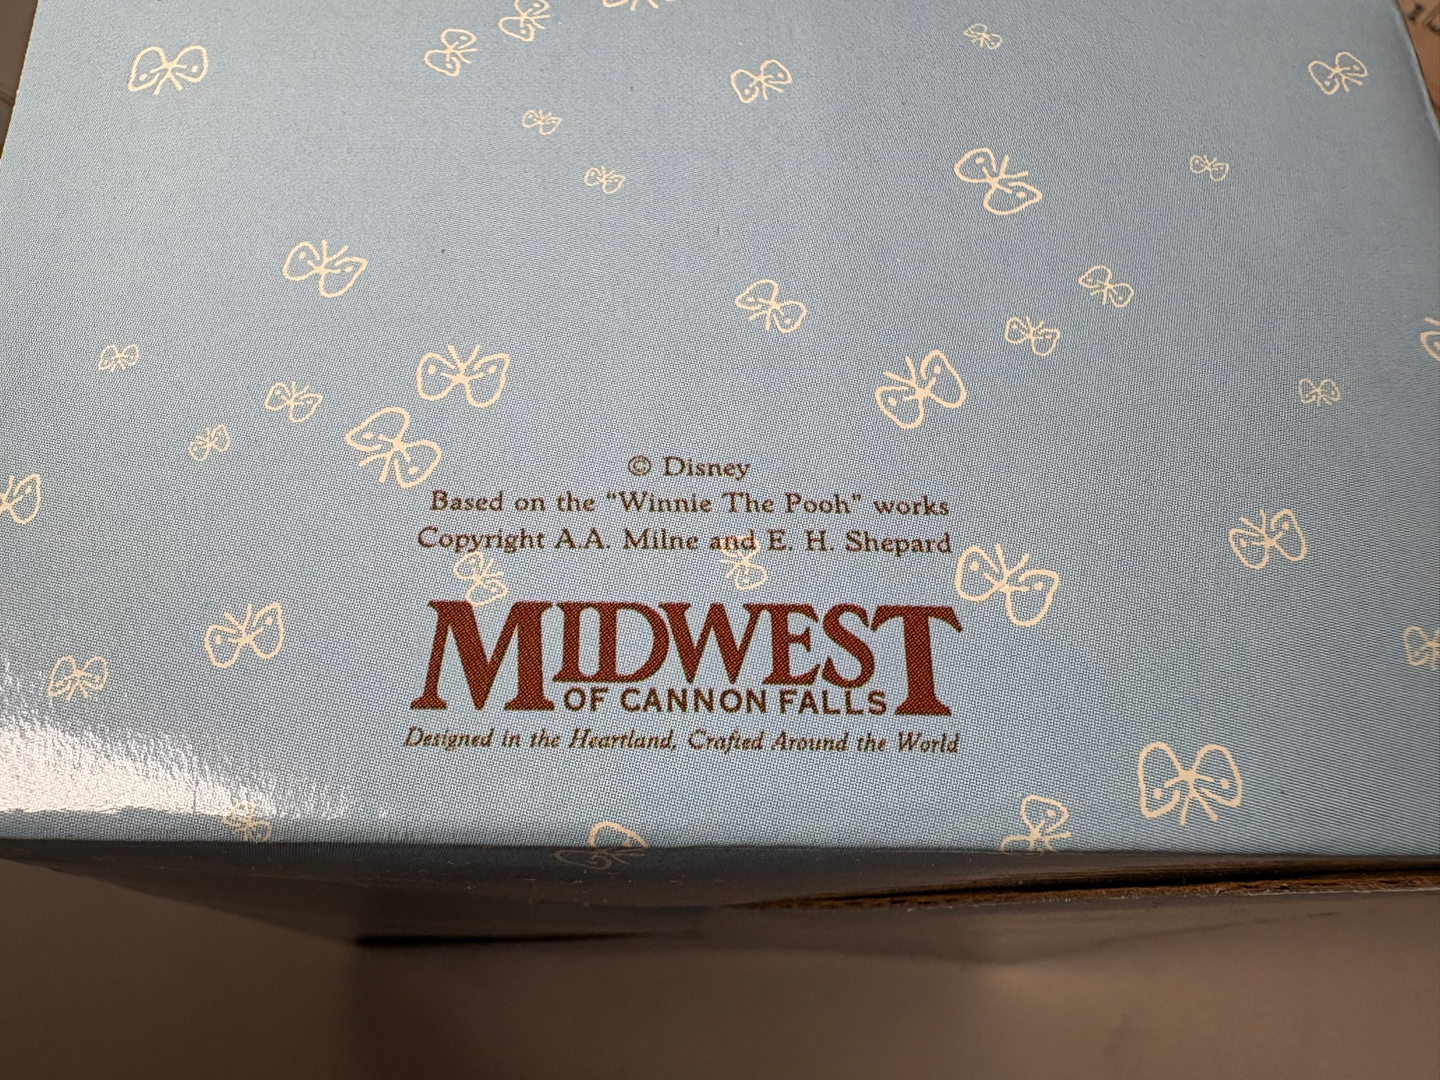 © Disney
Based on the “Winnie The Pooh” works
Copyright A.A. Milne and E. H. Shepard
MIDWEST
OF CANNON FALLS
Designed in the Heartland, Crafted Around the World